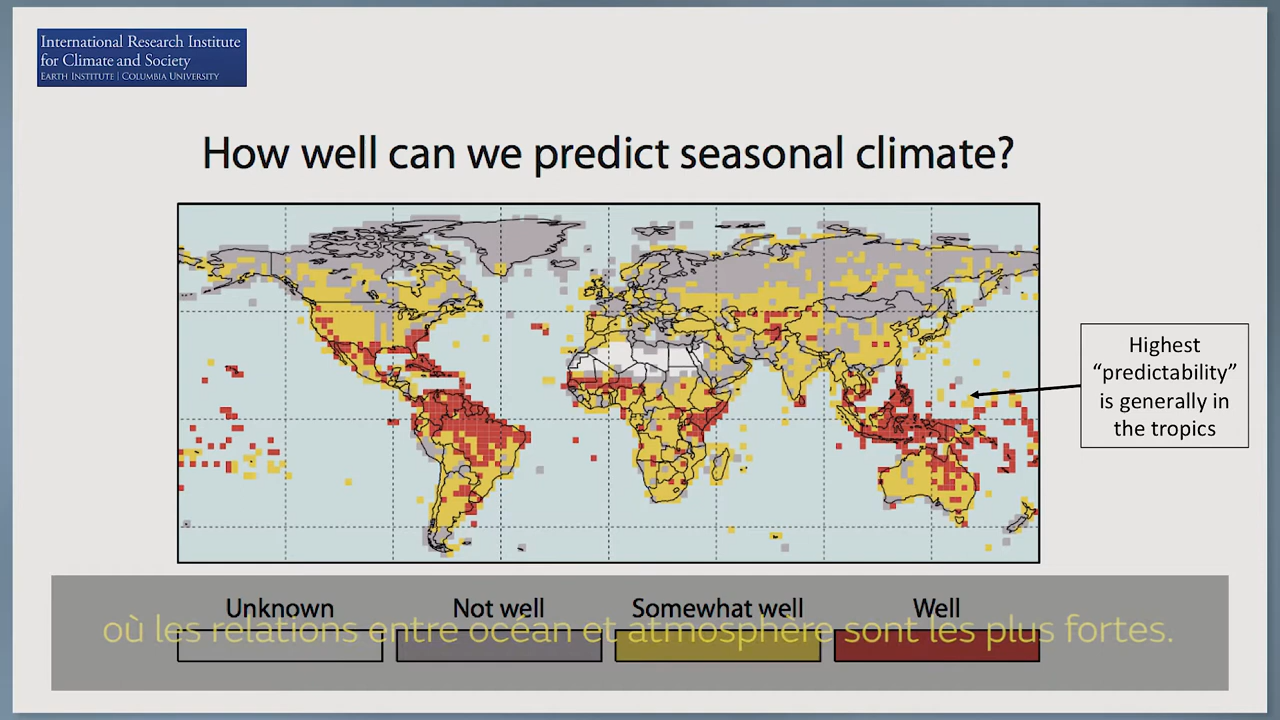 International Research Institute
for Climate and Society
EARTH INSTITUTE | COLUMBIA UNIVERSITY
How well can we predict seasonal climate?
Highest
“predictability”
is generally in
the tropics
Unknown Not well Somewhat well Well
où les relations entre océan et atmosphère sont les plus fortes.